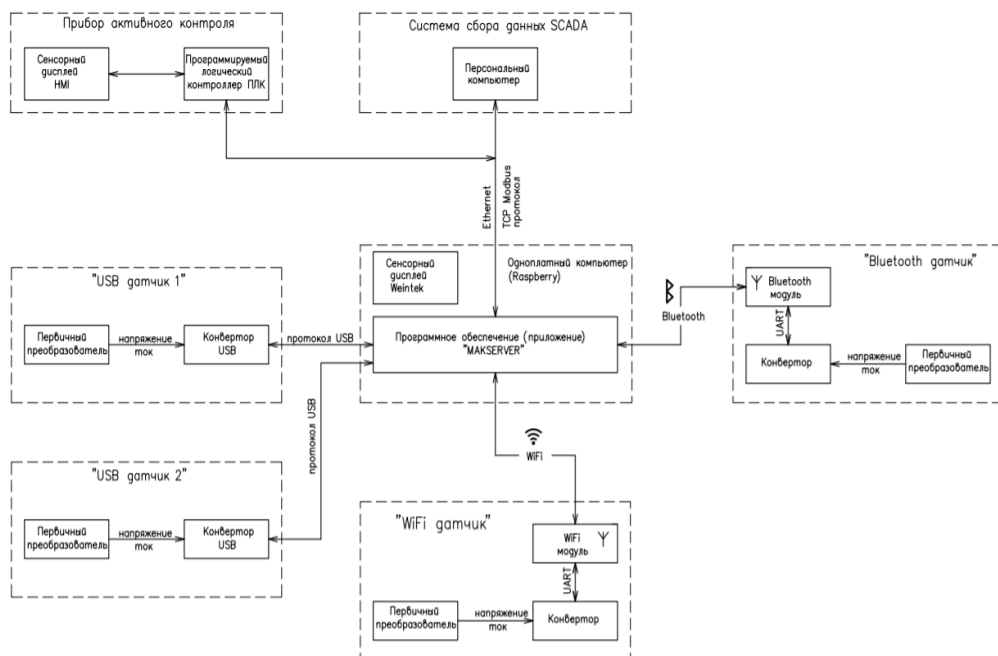 Прибор активного контроля
Сенсорный
дисплей
HMI
Программируемый
логический
контроллер ПЛК
Система сбора данных SCADA
Персональный
компьютер
Ethernet
TCP Modbus
протокол
"USB датчик 1"
Первичный
преобразователь
напряжение
ток
Конвертор
USB
протокол USB
Сенсорный
дисплей
Weintek
Одноплатный компьютер
(Raspberry)
Программное обеспечение (приложение)
"MAKSERVER"
Bluetooth
"Bluetooth датчик"
Bluetooth
модуль
UART
Конвертор
напряжение
ток
Первичный
преобразователь
протокол USB
"USB датчик 2"
Первичный
преобразователь
напряжение
ток
Конвертор
USB
WiFi
"WiFi датчик"
WiFi
модуль
UART
Первичный
преобразователь
напряжение
ток
Конвертор